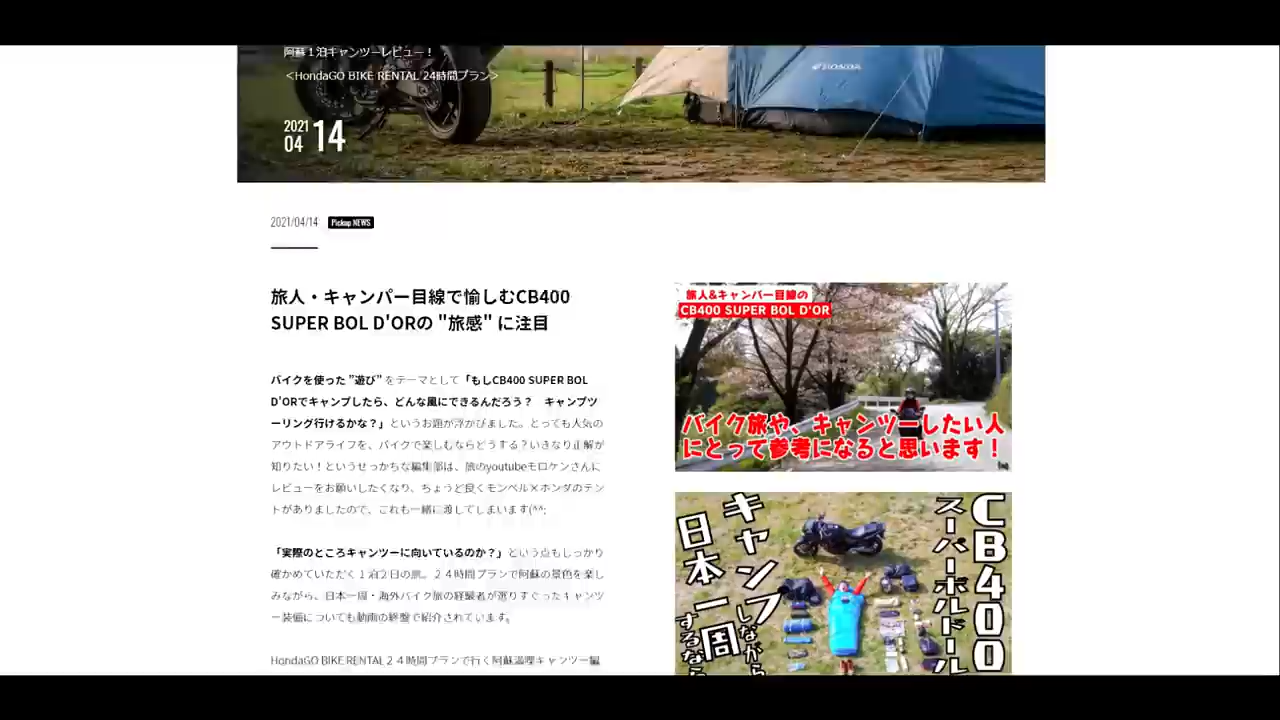 阿蘇１泊キャンツーレビュー！
＜HondaGO BIKE RENTAL 24時間プラン＞
HONDA
2021
04
14
2021/04/14 Pickup NEWS
旅人・キャンパー目線で愉しむCB400
SUPER BOL D'ORの "旅感" に注目
バイクを使った "遊び" をテーマとして「もしCB400 SUPER BOL
D'ORでキャンプしたら、どんな風にできるんだろう？　キャンプツ
ーリング行けるかな？」というお題が浮かびました。とっても人気の
アウトドアライフを、バイクで楽しむならどうする？いきなり正解が
知りたい！というせっかちな編集部は、旅のyoutubeモロケンさんに
レビューをお願いしたくなり、ちょうど良くモンベル×ホンダのテン
トがありましたので、これも一緒に渡してしまいます(^^;
「実際のところキャンツーに向いているのか？」という点もしっかり
確かめていただく１泊２日の旅。２４時間プランで阿蘇の景色を楽し
みながら、日本一周・海外バイク旅の経験者が選りすぐったキャンツ
ー装備についても動画の終盤で紹介されています。
HondaGO BIKE RENTAL２４時間プランで行く阿蘇満喫キャンツー編
旅人&キャンパー目線の
CB400 SUPER BOL D'OR
バイク旅や、キャンツーしたい人
にとって参考になると思います！
CB400
スーパーボルドール
キャンプしながら
日本一周するなら